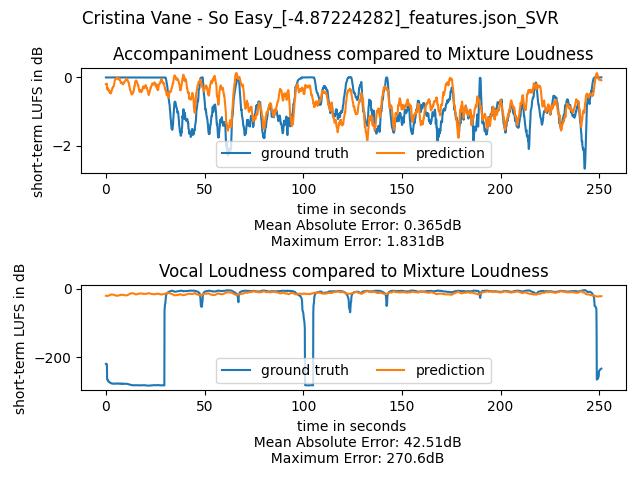 Cristina Vane - So Easy_[-4.87224282]_features.json_SVR
Accompaniment Loudness compared to Mixture Loudness
short-term LUFS in dB
0
−2
ground truth
prediction
0
50
100
150
200
250
time in seconds
Mean Absolute Error: 0.365dB
Maximum Error: 1.831dB
Vocal Loudness compared to Mixture Loudness
short-term LUFS in dB
0
−200
ground truth
prediction
0
50
100
150
200
250
time in seconds
Mean Absolute Error: 42.51dB
Maximum Error: 270.6dB